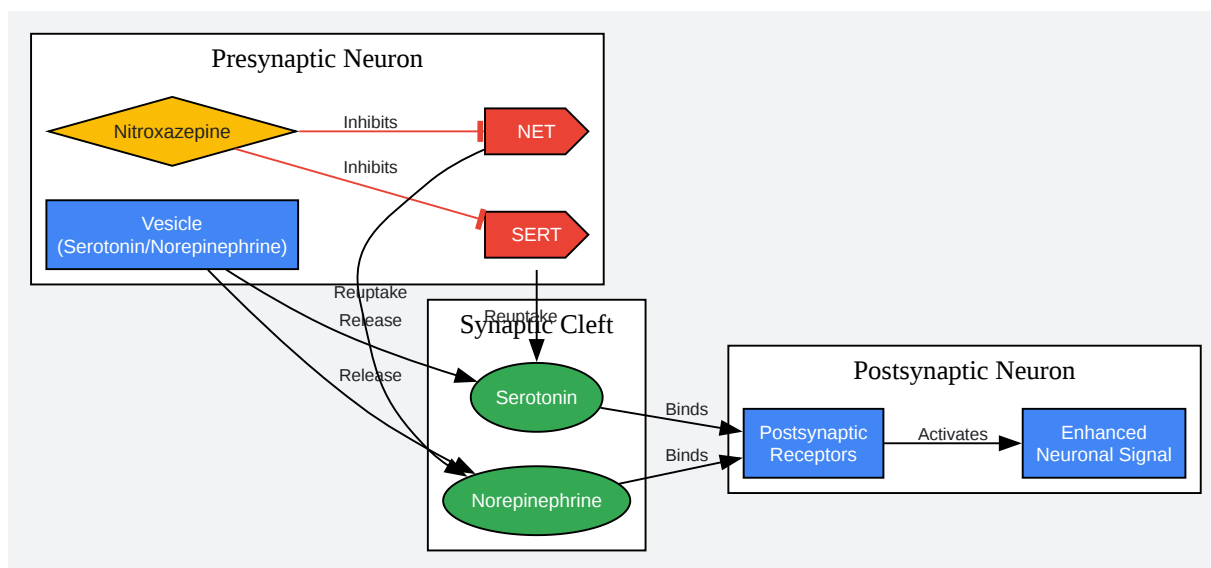 Presynaptic Neuron
Nitroxazepine
Inhibits
NET
Inhibits
SERT
Vesicle
(Serotonin/Norepinephrine)
Reuptake
Release
Reuptake
Synaptic Cleft
Release
Serotonin
Norepinephrine
Binds
Binds
Postsynaptic Neuron
Postsynaptic
Receptors
Activates
Enhanced
Neuronal Signal